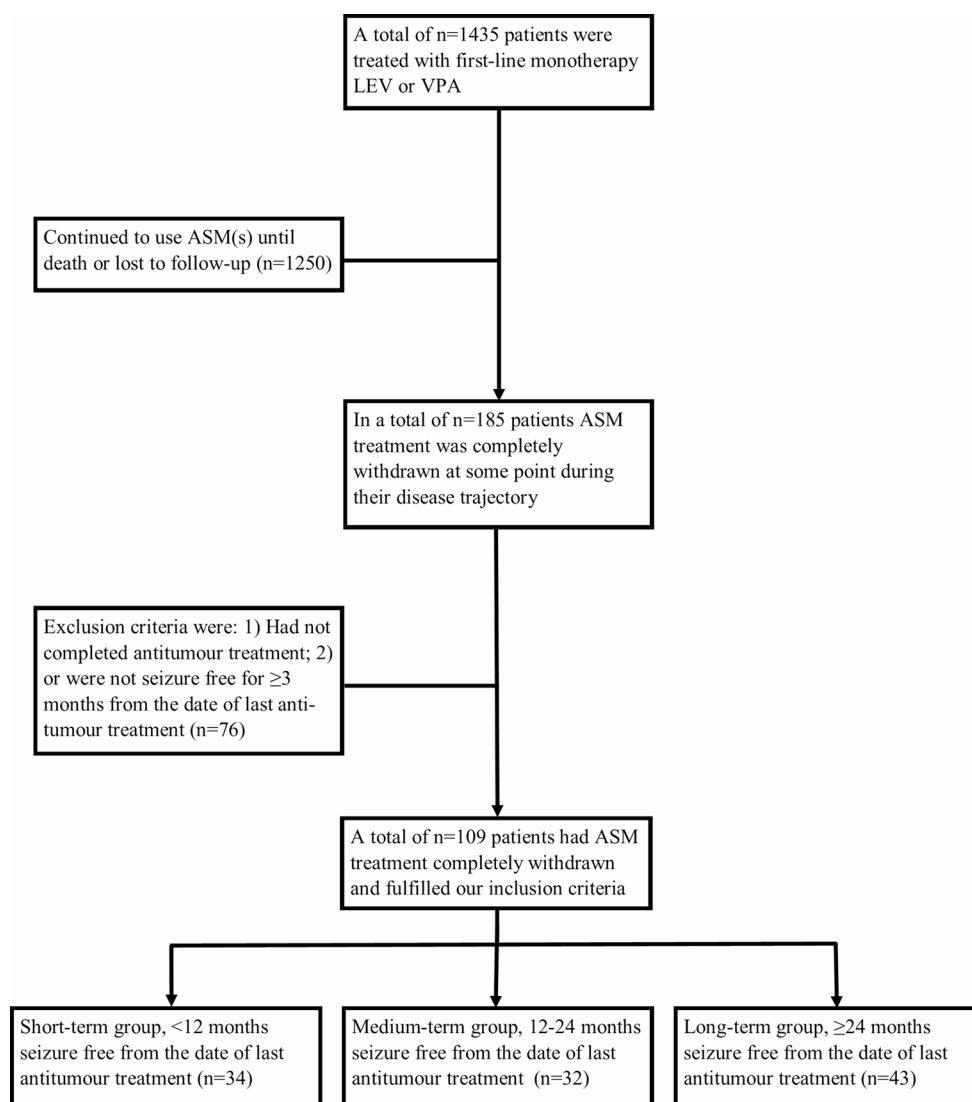 A total of n=1435 patients were
treated with first-line monotherapy
LEV or VPA
Continued to use ASM(s) until
death or lost to follow-up (n=1250)
In a total of n=185 patients ASM
treatment was completely
withdrawn at some point during
their disease trajectory
Exclusion criteria were: 1) Had not
completed antitumour treatment; 2)
or were not seizure free for ≥3
months from the date of last anti-
tumour treatment (n=76)
A total of n=109 patients had ASM
treatment completely withdrawn
and fulfilled our inclusion criteria
Short-term group, <12 months
seizure free from the date of last
antitumour treatment (n=34)
Medium-term group, 12-24 months
seizure free from the date of last
antitumour treatment (n=32)
Long-term group, ≥24 months
seizure free from the date of last
antitumour treatment (n=43)